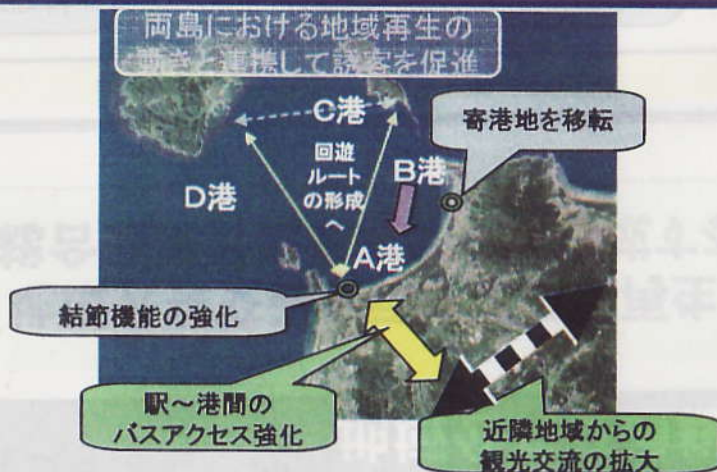 両島における地域再生の
動きと連携して誘客を促進
C港
寄港地を移転
回遊
ルート
の形成
へ
B港
D港
A港
結節機能の強化
駅～港間の
バスアクセス強化
近隣地域からの
観光交流の拡大